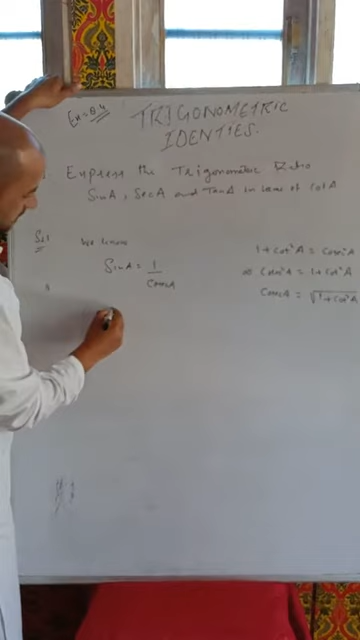 Ex = 8.4
TRIGONOMETRIC
IDENTIES.
Express the Trigonometric Ratio
SinA, SecA and TanA in terms of CotA
Sol We know
SinA = 1/CosecA
1 + Cot²A = Cosec²A
⇒ Cosec²A = 1 + Cot²A
CosecA = √1 + Cot²A